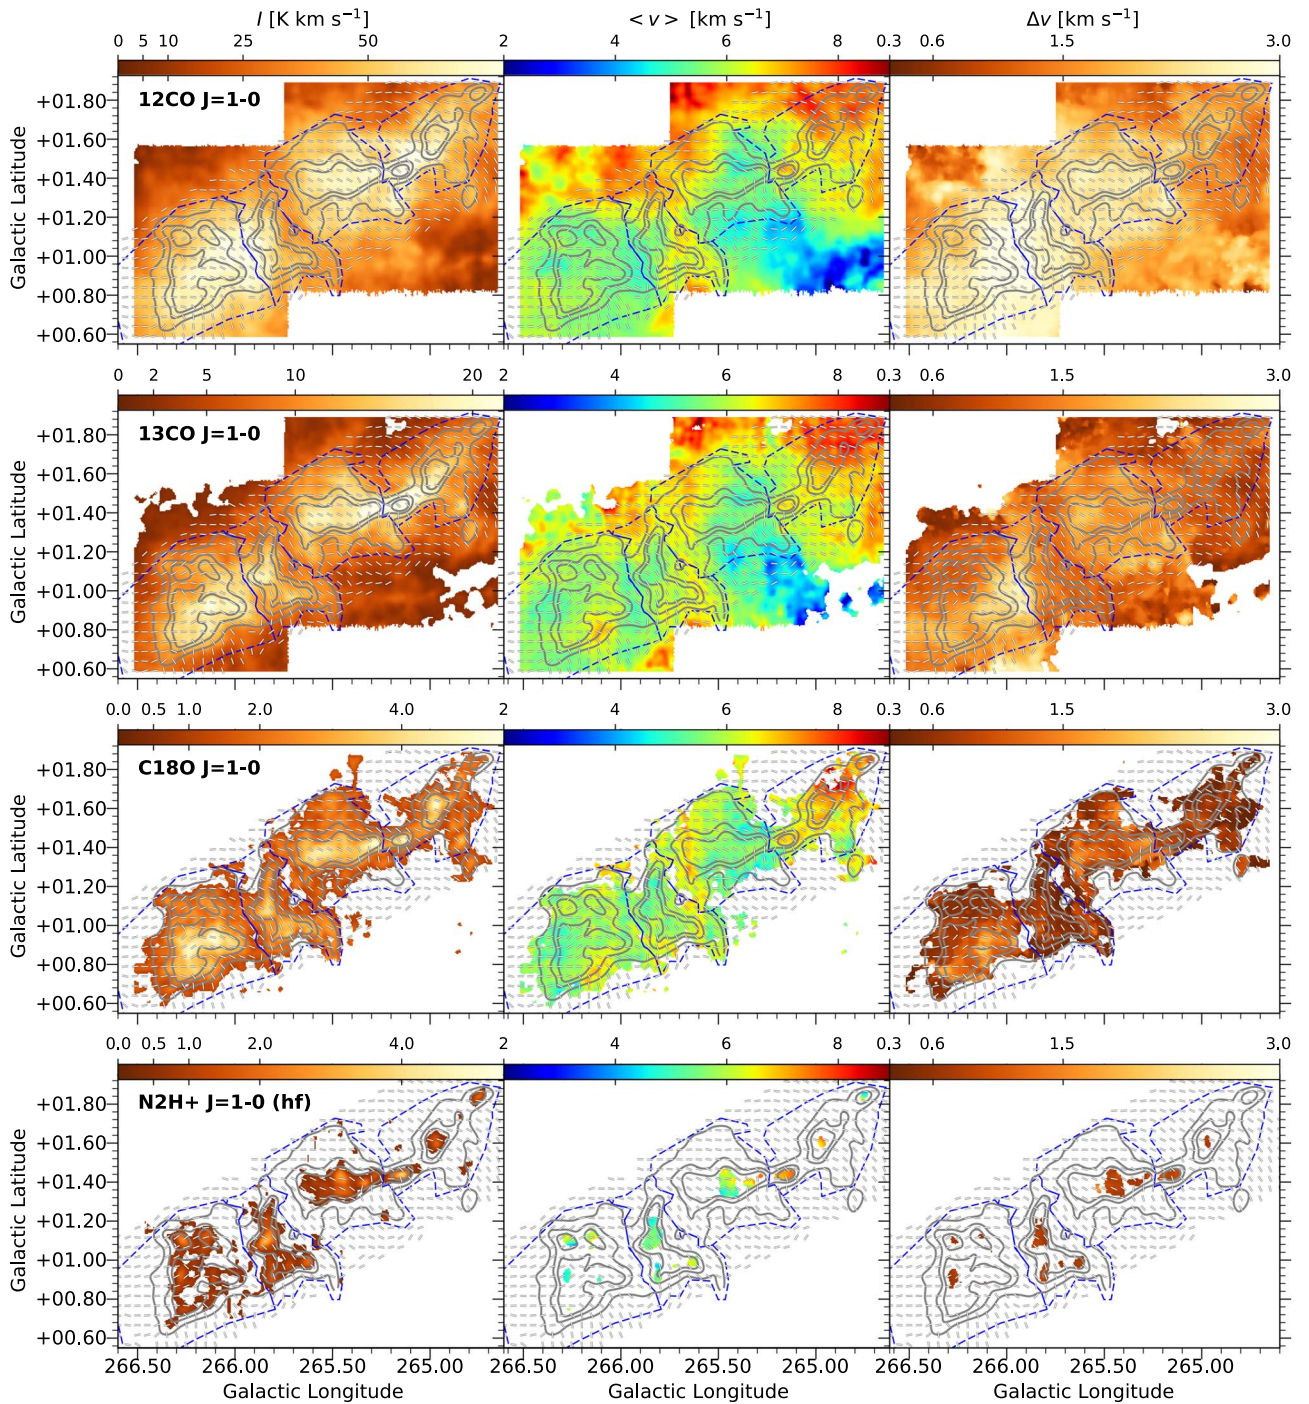 I [K km s⁻¹]
< v > [km s⁻¹]
Δv [km s⁻¹]
0 5 10 25 50
2 4 6 8
0.3 0.6 1.5 3.0
12CO J=1-0
Galactic Latitude
+01.80
+01.60
+01.40
+01.20
+01.00
+00.80
+00.60
0 2 5 10 20
2 4 6 8
0.3 0.6 1.5 3.0
13CO J=1-0
Galactic Latitude
+01.80
+01.60
+01.40
+01.20
+01.00
+00.80
+00.60
0.0 0.5 1.0 2.0 4.0
2 4 6 8
0.3 0.6 1.5 3.0
C18O J=1-0
Galactic Latitude
+01.80
+01.60
+01.40
+01.20
+01.00
+00.80
+00.60
0.0 0.5 1.0 2.0 4.0
2 4 6 8
0.3 0.6 1.5 3.0
N2H+ J=1-0 (hf)
Galactic Latitude
+01.80
+01.60
+01.40
+01.20
+01.00
+00.80
+00.60
266.50 266.00 265.50 265.00
266.50 266.00 265.50 265.00
266.50 266.00 265.50 265.00
Galactic Longitude
Galactic Longitude
Galactic Longitude